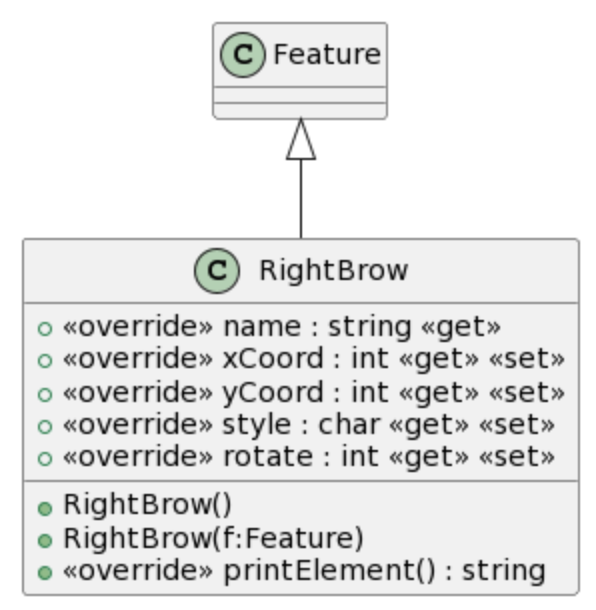 C Feature
C RightBrow
«override» name : string «get»
«override» xCoord : int «get» «set»
«override» yCoord : int «get» «set»
«override» style : char «get» «set»
«override» rotate : int «get» «set»
RightBrow()
RightBrow(f:Feature)
«override» printElement() : string